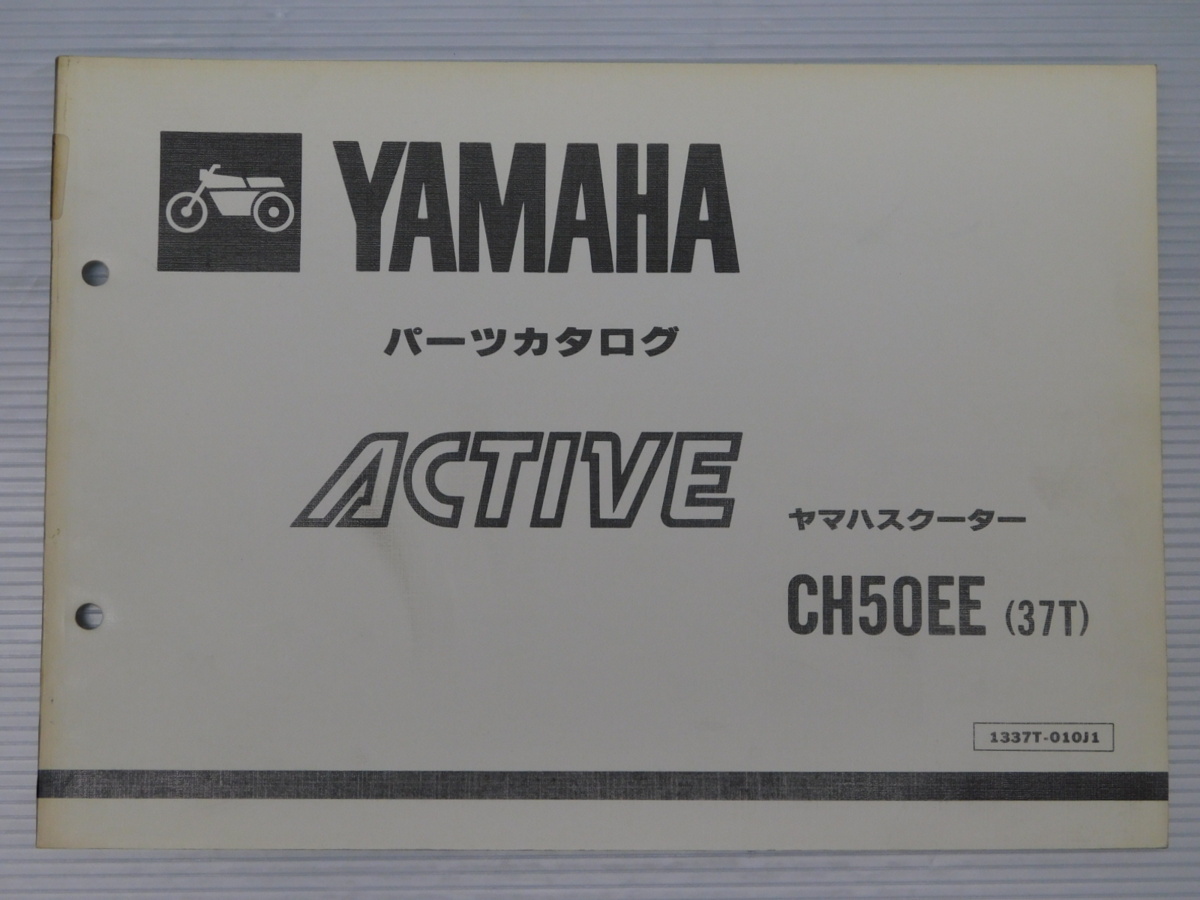 YAMAHA
パーツカタログ
ACTIVE
ヤマハスクーター
CH50EE (37T)
1337T-010J1